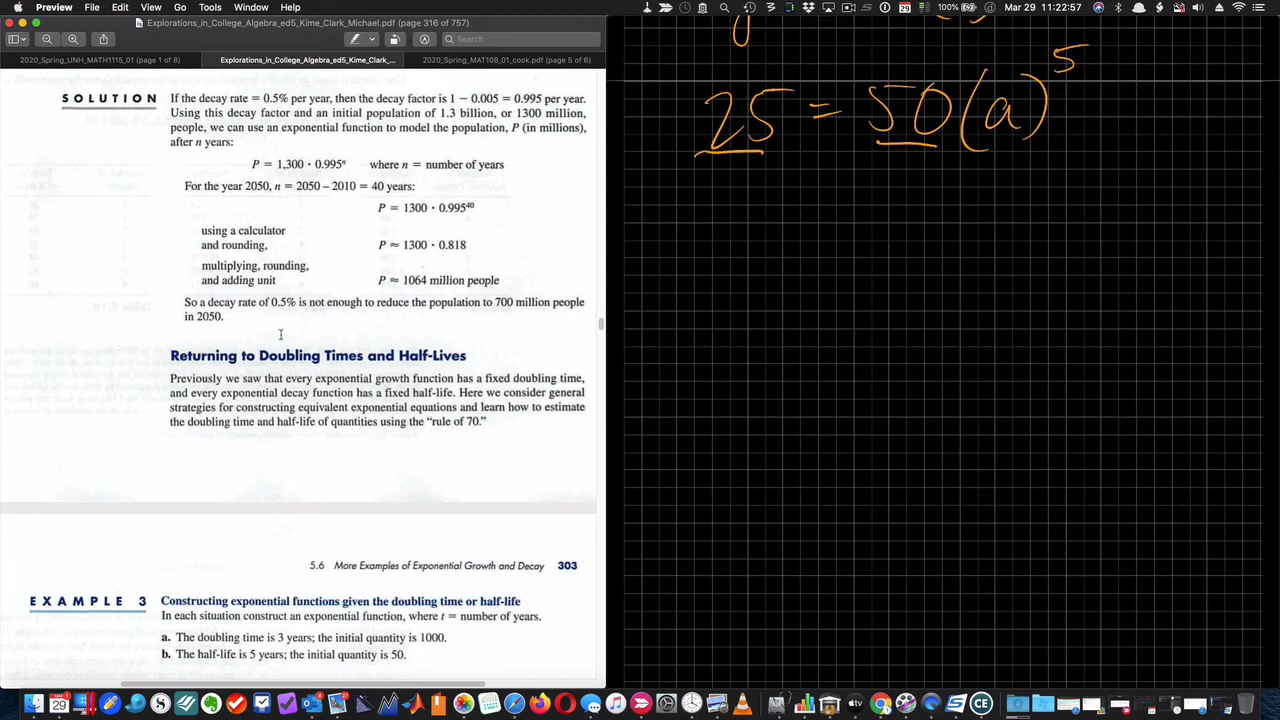 Preview File Edit View Go Tools Window Help
100% Mar 29 11:22:57
Explorations_in_College_Algebra_ed5_Kime_Clark_Michael.pdf (page 316 of 757)
Search
2020_Spring_UNH_MATH1115_01 (page 1 of 8)
Explorations_in_College_Algebra_ed5_Kime_Clark_...
2020_Spring_MAT108_01_cook.pdf (page 5 of 6)
SOLUTION
If the decay rate = 0.5% per year, then the decay factor is 1 − 0.005 = 0.995 per year.
Using this decay factor and an initial population of 1.3 billion, or 1300 million,
people, we can use an exponential function to model the population, P (in millions),
after n years:
P = 1,300 · 0.995ⁿ where n = number of years
For the year 2050, n = 2050 – 2010 = 40 years:
P = 1300 · 0.995⁴⁰
using a calculator
and rounding,
P ≈ 1300 · 0.818
multiplying, rounding,
and adding unit
P ≈ 1064 million people
So a decay rate of 0.5% is not enough to reduce the population to 700 million people
in 2050.
Returning to Doubling Times and Half-Lives
Previously we saw that every exponential growth function has a fixed doubling time,
and every exponential decay function has a fixed half-life. Here we consider general
strategies for constructing equivalent exponential equations and learn how to estimate
the doubling time and half-life of quantities using the “rule of 70.”
5.6 More Examples of Exponential Growth and Decay 303
EXAMPLE 3 Constructing exponential functions given the doubling time or half-life
In each situation construct an exponential function, where t = number of years.
a. The doubling time is 3 years; the initial quantity is 1000.
b. The half-life is 5 years; the initial quantity is 50.
25 = 50(a)⁵